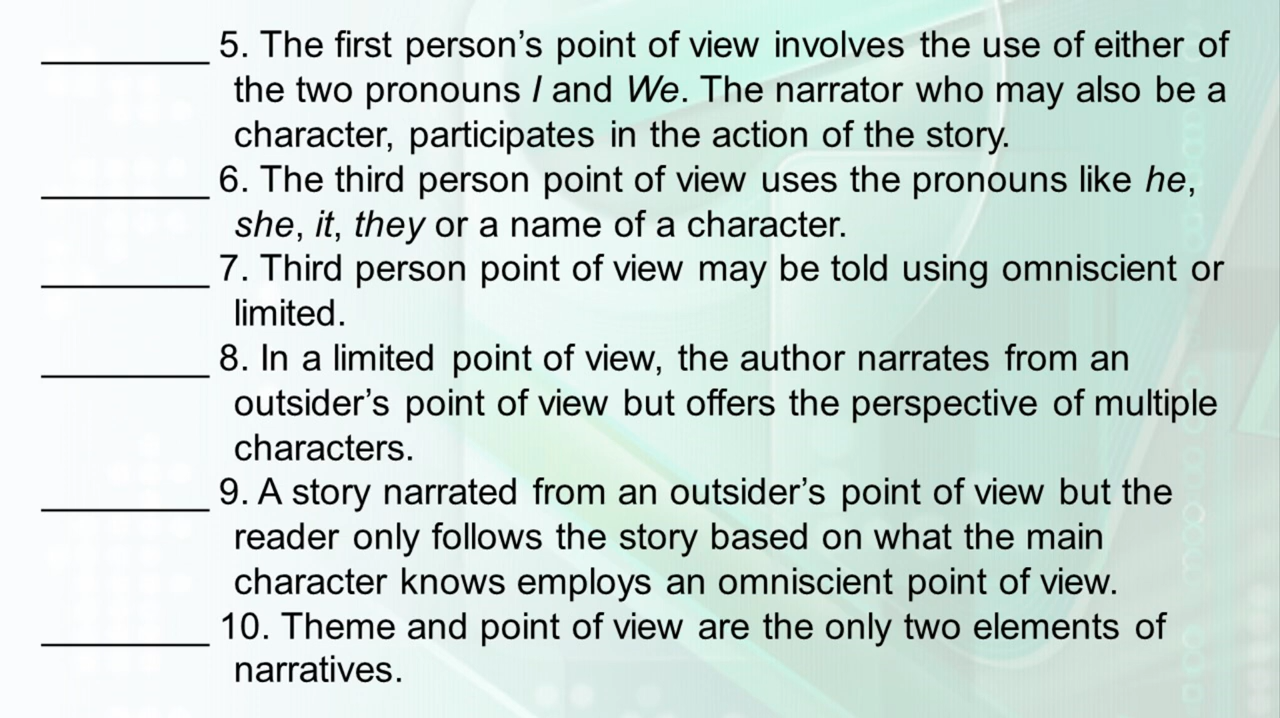 __________ 5. The first person’s point of view involves the use of either of
the two pronouns I and We. The narrator who may also be a
character, participates in the action of the story.
__________ 6. The third person point of view uses the pronouns like he,
she, it, they or a name of a character.
__________ 7. Third person point of view may be told using omniscient or
limited.
__________ 8. In a limited point of view, the author narrates from an
outsider’s point of view but offers the perspective of multiple
characters.
__________ 9. A story narrated from an outsider’s point of view but the
reader only follows the story based on what the main
character knows employs an omniscient point of view.
__________ 10. Theme and point of view are the only two elements of
narratives.